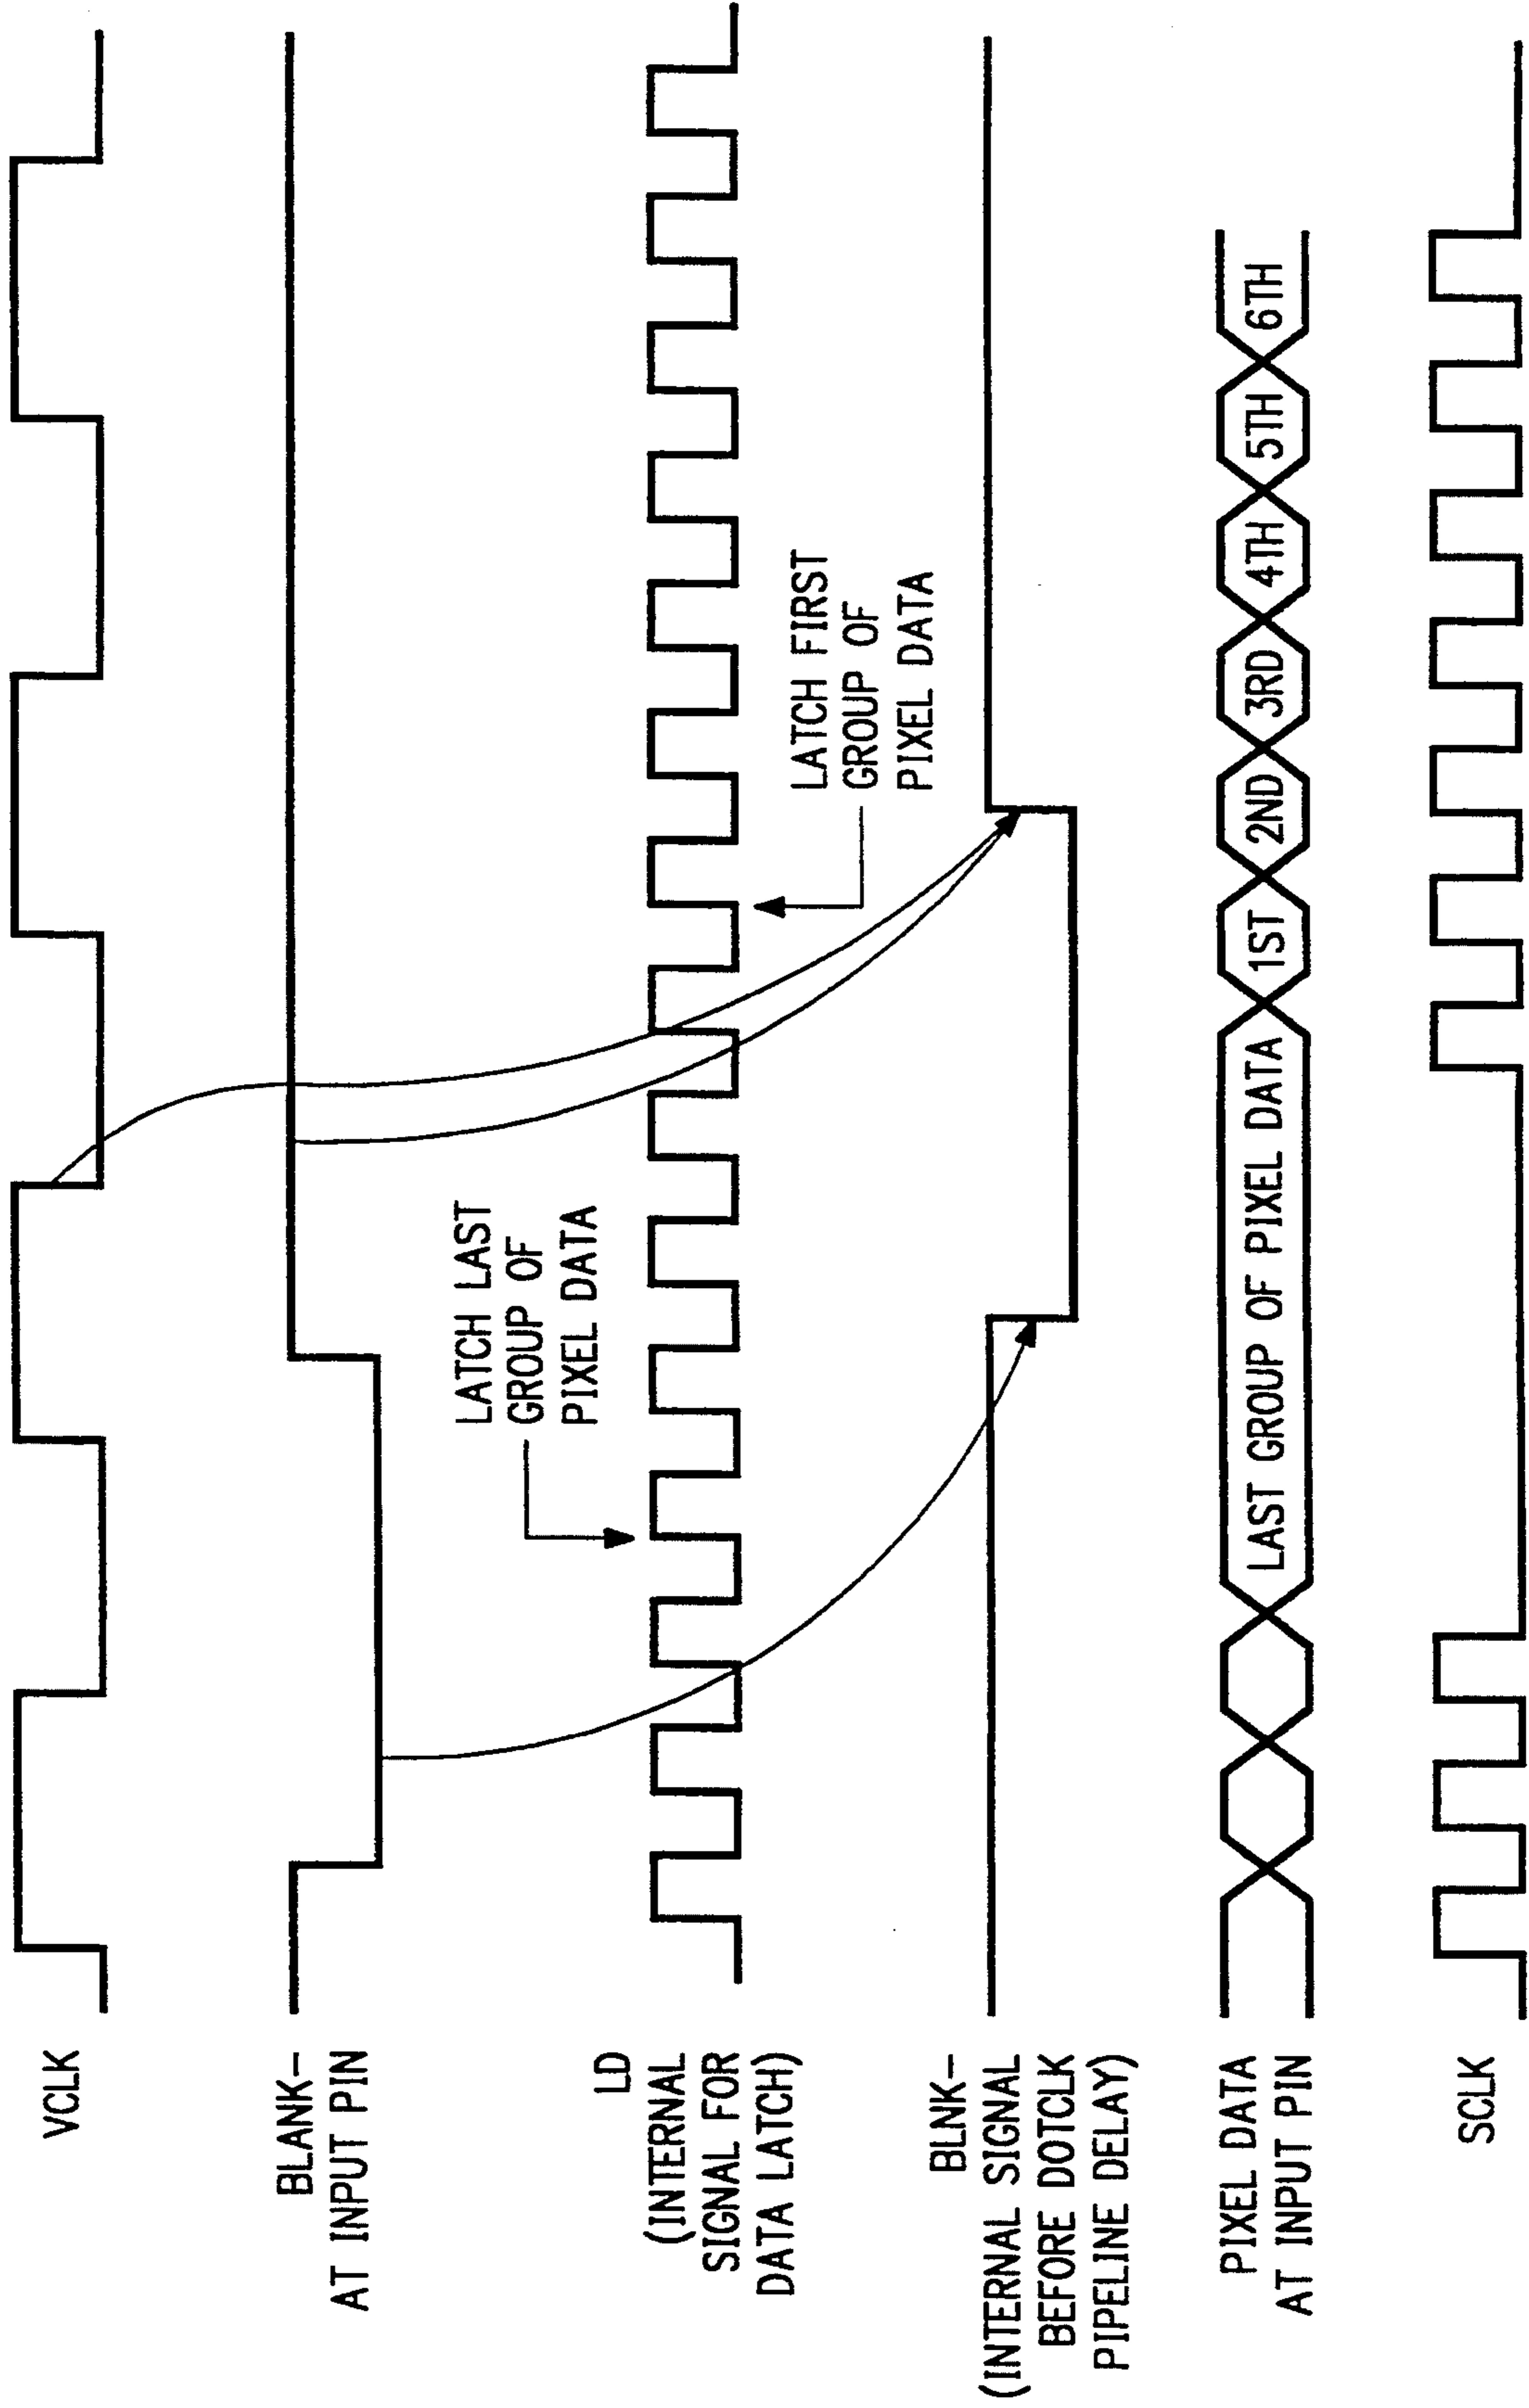 VCLK
BLANK-
AT INPUT PIN
LATCH LAST
GROUP OF
PIXEL DATA
LD
(INTERNAL
SIGNAL FOR
DATA LATCH)
LATCH FIRST
GROUP OF
PIXEL DATA
BLNK-
(INTERNAL SIGNAL
BEFORE DOTCLK
PIPELINE DELAY)
PIXEL DATA
AT INPUT PIN
LAST GROUP OF PIXEL DATA 1ST 2ND 3RD 4TH 5TH 6TH
SCLK